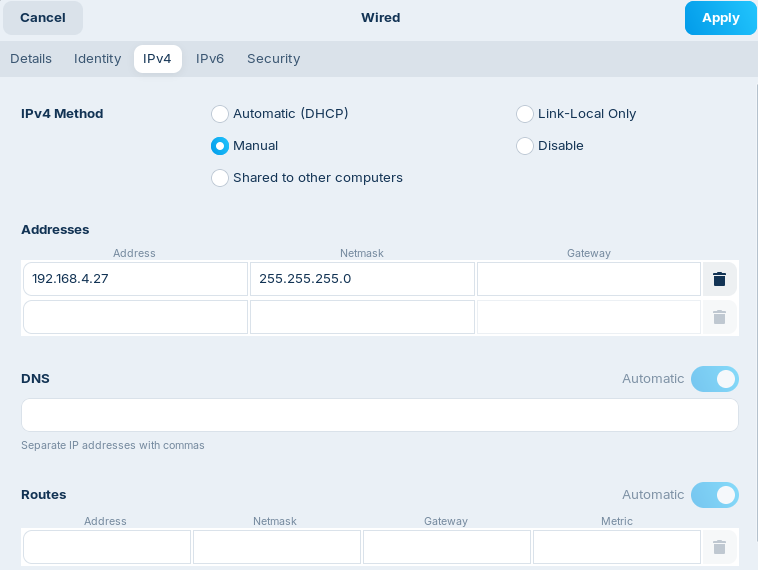 Cancel Wired Apply
Details Identity IPv4 IPv6 Security
IPv4 Method Automatic (DHCP) Link-Local Only
Manual Disable
Shared to other computers
Addresses
Address Netmask Gateway
192.168.4.27 255.255.255.0
DNS Automatic
Separate IP addresses with commas
Routes Automatic
Address Netmask Gateway Metric